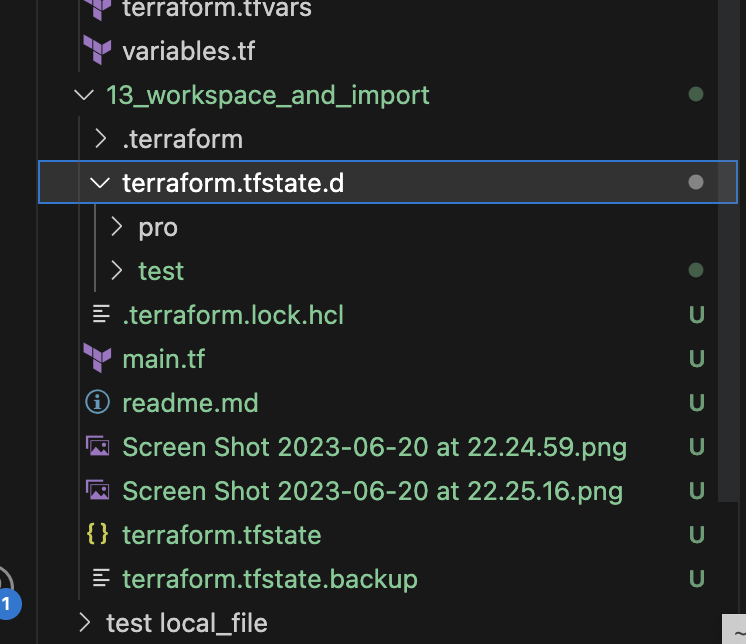 terraform.tfvars
variables.tf
13_workspace_and_import
.terraform
terraform.tfstate.d
pro
test
.terraform.lock.hcl U
main.tf U
readme.md U
Screen Shot 2023-06-20 at 22.24.59.png U
Screen Shot 2023-06-20 at 22.25.16.png U
{} terraform.tfstate U
terraform.tfstate.backup U
1
test local_file
~